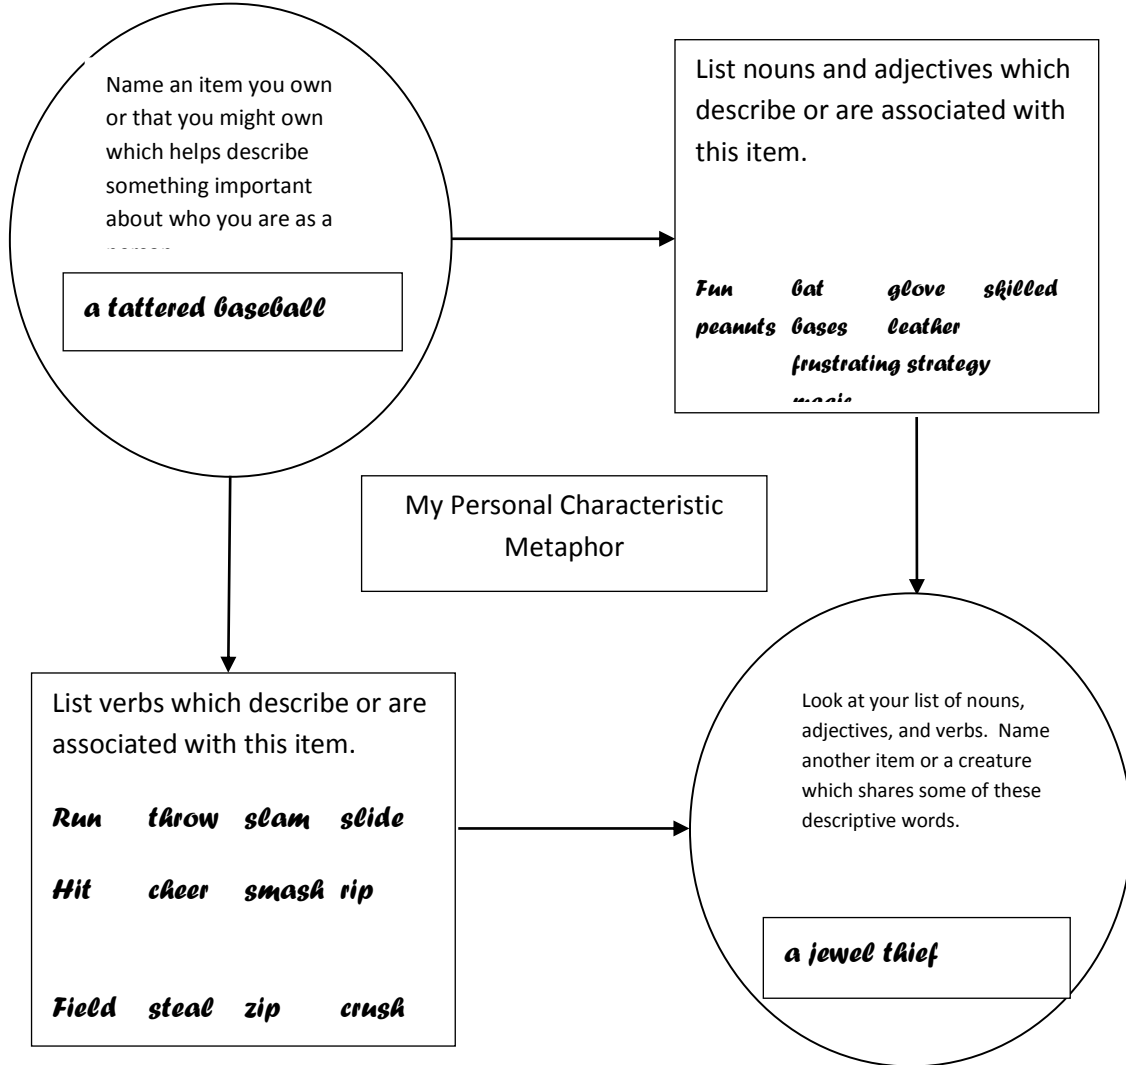 Name an item you own
or that you might own
which helps describe
something important
about who you are as a
a tattered baseball
List nouns and adjectives which
describe or are associated with
this item.
Fun bat glove skilled
peanuts bases leather
frustrating strategy
My Personal Characteristic
Metaphor
List verbs which describe or are
associated with this item.
Run throw slam slide
Hit cheer smash rip
Field steal zip crush
Look at your list of nouns,
adjectives, and verbs.  Name
another item or a creature
which shares some of these
descriptive words.
a jewel thief